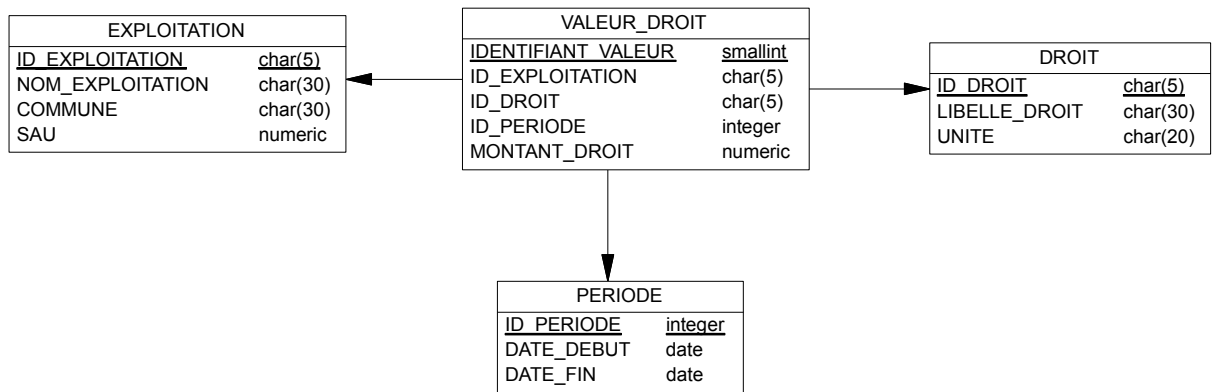 EXPLOITATION
ID_EXPLOITATION char(5)
NOM_EXPLOITATION char(30)
COMMUNE char(30)
SAU numeric
VALEUR_DROIT
IDENTIFIANT_VALEUR smallint
ID_EXPLOITATION char(5)
ID_DROIT char(5)
ID_PERIODE integer
MONTANT_DROIT numeric
DROIT
ID_DROIT char(5)
LIBELLE_DROIT char(30)
UNITE char(20)
PERIODE
ID_PERIODE integer
DATE_DEBUT date
DATE_FIN date